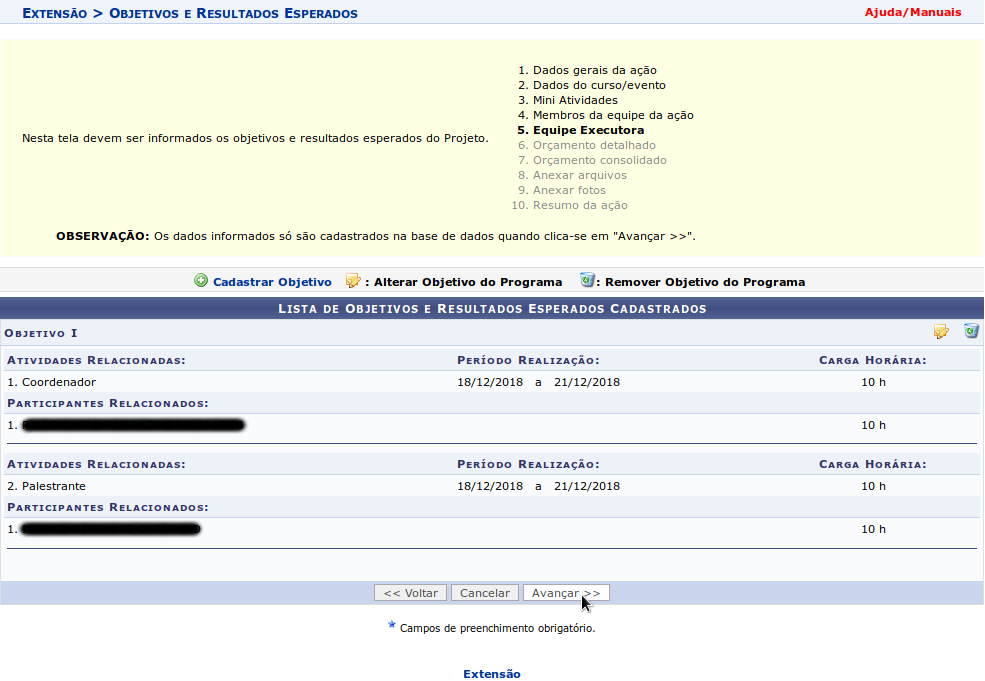 Extensão > Objetivos e Resultados Esperados
Ajuda/Manuais
Nesta tela devem ser informados os objetivos e resultados esperados do Projeto.
1. Dados gerais da ação
2. Dados do curso/evento
3. Mini Atividades
4. Membros da equipe da ação
5. Equipe Executora
6. Orçamento detalhado
7. Orçamento consolidado
8. Anexar arquivos
9. Anexar fotos
10. Resumo da ação
OBSERVAÇÃO: Os dados informados só são cadastrados na base de dados quando clica-se em "Avançar >>".
Cadastrar Objetivo : Alterar Objetivo do Programa : Remover Objetivo do Programa
Lista de Objetivos e Resultados Esperados Cadastrados
Objetivo I
Atividades Relacionadas: Período Realização: Carga Horária:
1. Coordenador 18/12/2018 a 21/12/2018 10 h
Participantes Relacionados:
1. 10 h
Atividades Relacionadas: Período Realização: Carga Horária:
2. Palestrante 18/12/2018 a 21/12/2018 10 h
Participantes Relacionados:
1. 10 h
<< Voltar Cancelar Avançar >>
Campos de preenchimento obrigatório.
Extensão